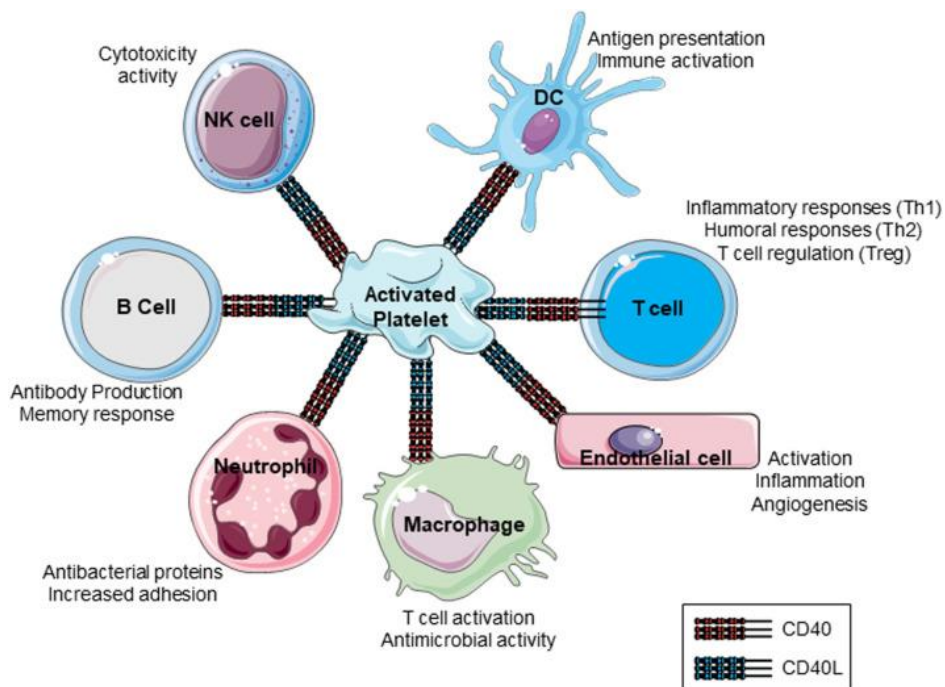 Cytotoxicity
activity
NK cell
Antigen presentation
Immune activation
DC
Inflammatory responses (Th1)
Humoral responses (Th2)
T cell regulation (Treg)
B Cell
Activated
Platelet
T cell
Antibody Production
Memory response
Neutrophil
Endothelial cell
Activation
Inflammation
Angiogenesis
Macrophage
Antibacterial proteins
Increased adhesion
T cell activation
Antimicrobial activity
CD40
CD40L